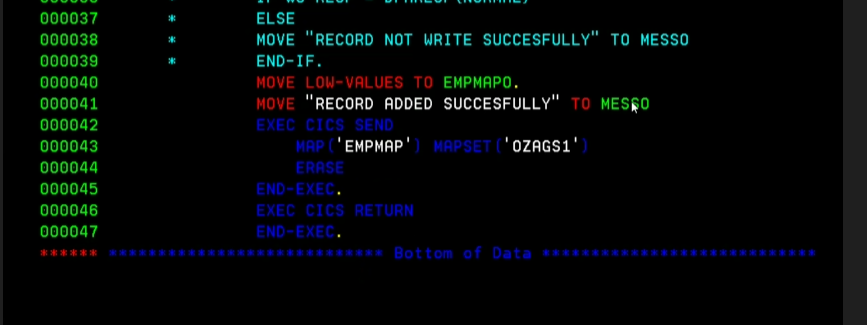 000037 * ELSE
000038 * MOVE "RECORD NOT WRITE SUCCESFULLY" TO MESSO
000039 * END-IF.
000040 MOVE LOW-VALUES TO EMPMAPO.
000041 MOVE "RECORD ADDED SUCCESFULLY" TO MESSO
000042 EXEC CICS SEND
000043 MAP('EMPMAP') MAPSET('OZAGS1')
000044 ERASE
000045 END-EXEC.
000046 EXEC CICS RETURN
000047 END-EXEC.
****** **************************** Bottom of Data ****************************